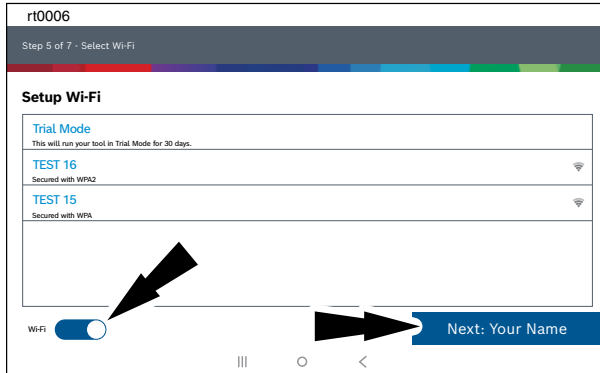 rt0006
Step 5 of 7 - Select Wi-Fi
Setup Wi-Fi
Trial Mode
This will run your tool in Trial Mode for 30 days.
TEST 16
Secured with WPA2
TEST 15
Secured with WPA
Wi-Fi
Next: Your Name